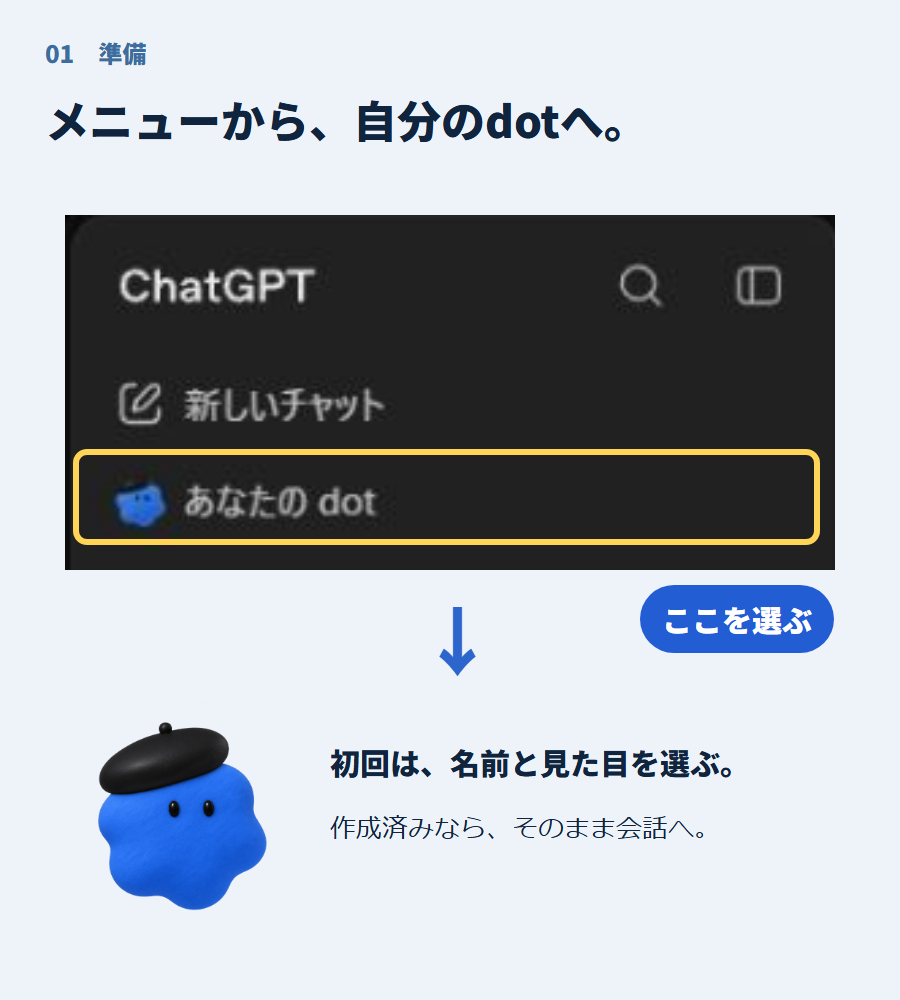 01 準備
メニューから、自分のdotへ。
ChatGPT
新しいチャット
あなたの dot
ここを選ぶ
初回は、名前と見た目を選ぶ。
作成済みなら、そのまま会話へ。